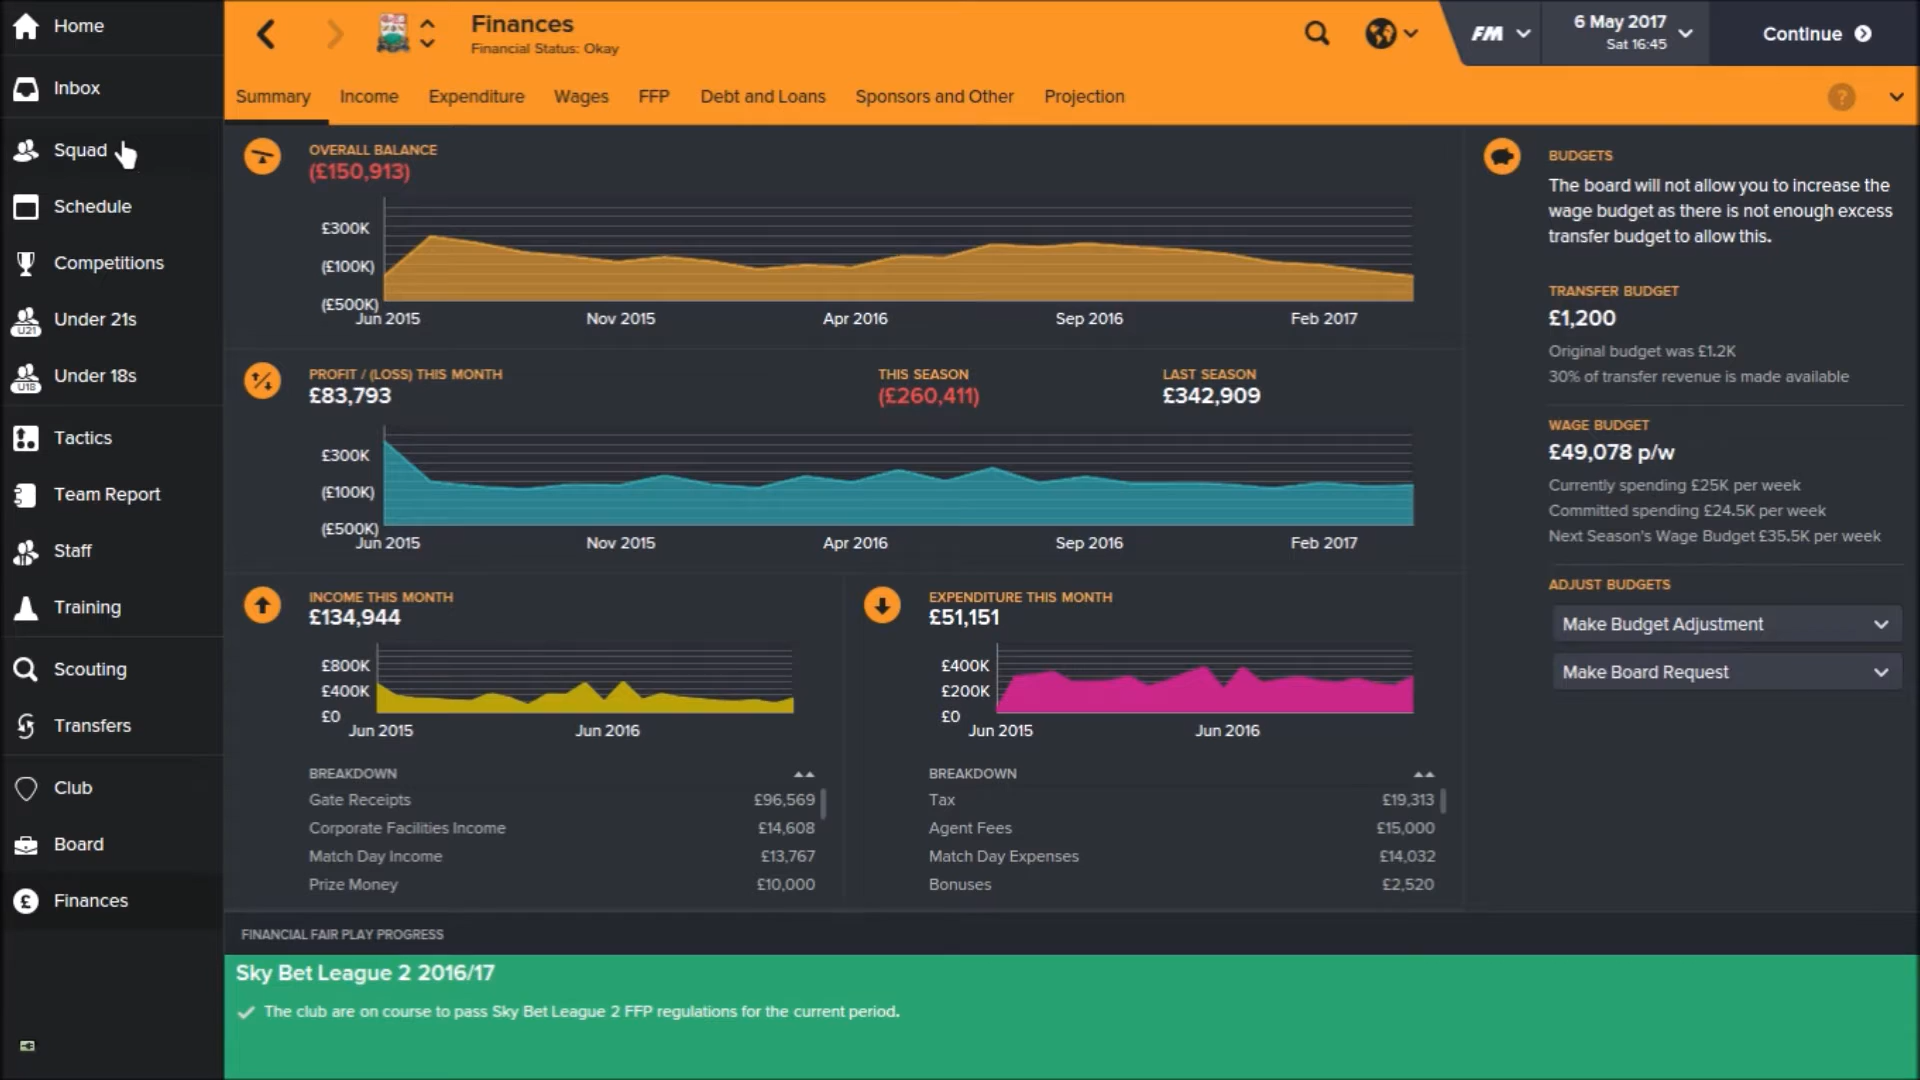 Home
Inbox
Squad
Schedule
Competitions
U21
Under 21s
U18
Under 18s
Tactics
Team Report
Staff
Training
Scouting
Transfers
Club
Board
£
Finances
Finances
Financial Status: Okay
FM
6 May 2017
Sat 16:45
Continue
Summary Income Expenditure Wages FFP Debt and Loans Sponsors and Other Projection
?
OVERALL BALANCE
(£150,913)
£300K
(£100K)
(£500K)
Jun 2015 Nov 2015 Apr 2016 Sep 2016 Feb 2017
PROFIT / (LOSS) THIS MONTH
£83,793
THIS SEASON
(£260,411)
LAST SEASON
£342,909
£300K
(£100K)
(£500K)
Jun 2015 Nov 2015 Apr 2016 Sep 2016 Feb 2017
INCOME THIS MONTH
£134,944
£800K
£400K
£0
Jun 2015 Jun 2016
BREAKDOWN
Gate Receipts £96,569
Corporate Facilities Income £14,608
Match Day Income £13,767
Prize Money £10,000
EXPENDITURE THIS MONTH
£51,151
£400K
£200K
£0
Jun 2015 Jun 2016
BREAKDOWN
Tax £19,313
Agent Fees £15,000
Match Day Expenses £14,032
Bonuses £2,520
BUDGETS
The board will not allow you to increase the
wage budget as there is not enough excess
transfer budget to allow this.
TRANSFER BUDGET
£1,200
Original budget was £1.2K
30% of transfer revenue is made available
WAGE BUDGET
£49,078 p/w
Currently spending £25K per week
Committed spending £24.5K per week
Next Season's Wage Budget £35.5K per week
ADJUST BUDGETS
Make Budget Adjustment
Make Board Request
FINANCIAL FAIR PLAY PROGRESS
Sky Bet League 2 2016/17
The club are on course to pass Sky Bet League 2 FFP regulations for the current period.